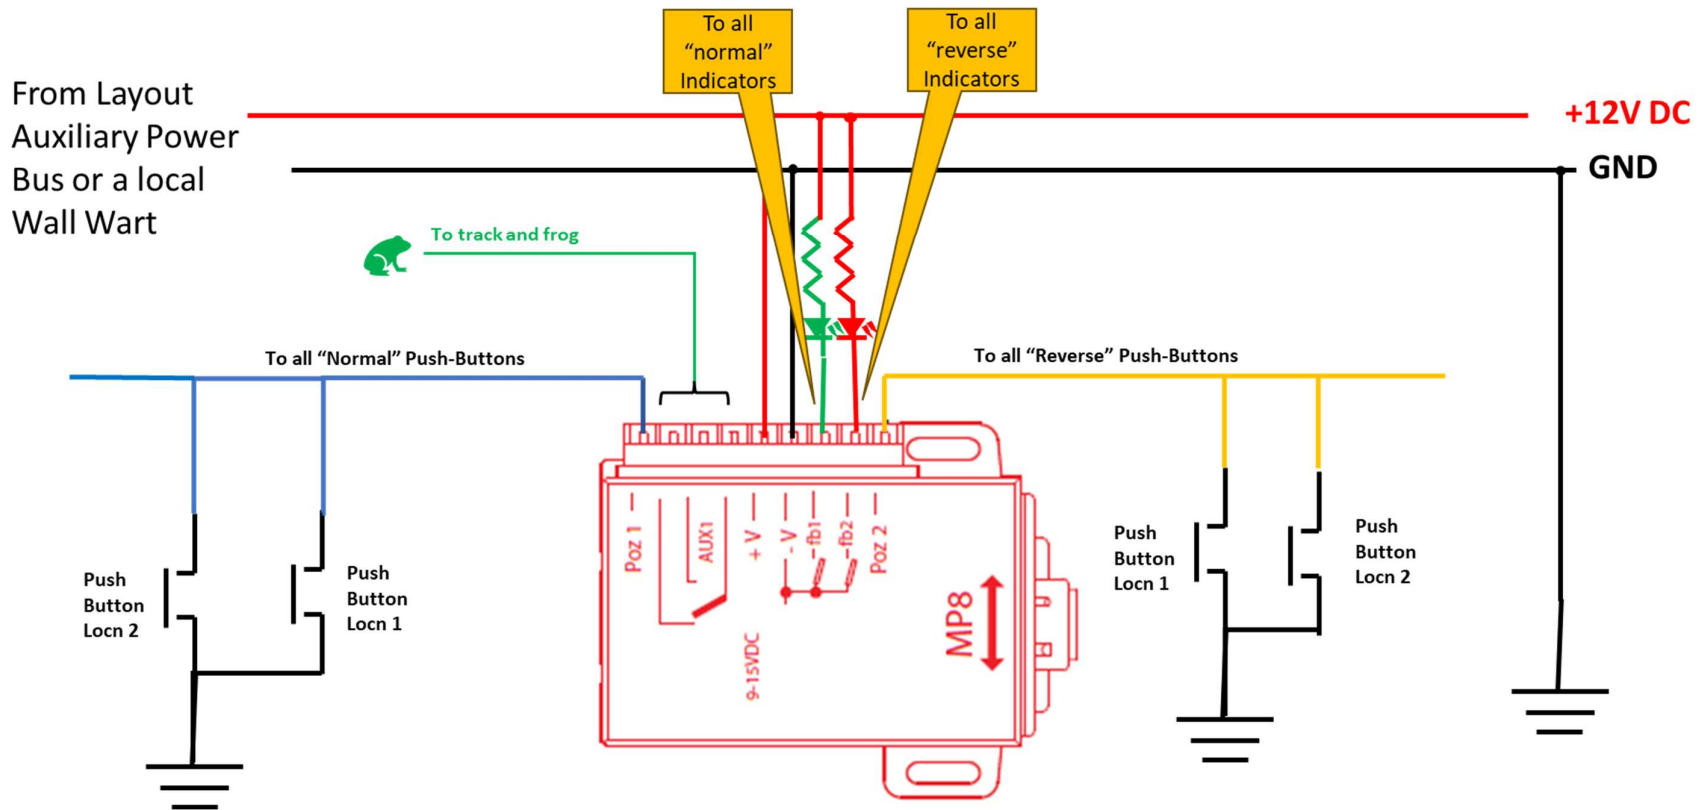 To all
“normal”
Indicators
To all
“reverse”
Indicators
From Layout
Auxiliary Power
Bus or a local
Wall Wart
+12V DC
GND
To track and frog
To all “Normal” Push-Buttons
To all “Reverse” Push-Buttons
Poz 1
AUX1
+ V
- V
fb1
fb2
Poz 2
9-15VDC
MP8
Push
Button
Locn 2
Push
Button
Locn 1
Push
Button
Locn 1
Push
Button
Locn 2